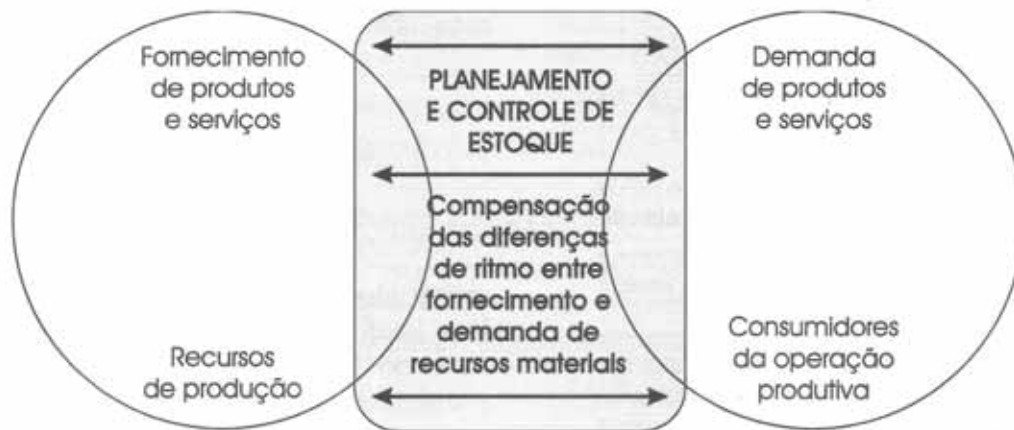 Fornecimento
de produtos
e serviços
Recursos
de produção
PLANEJAMENTO
E CONTROLE DE
ESTOQUE
Compensação
das diferenças
de ritmo entre
fornecimento e
demanda de
recursos materiais
Demanda
de produtos
e serviços
Consumidores
da operação
produtiva